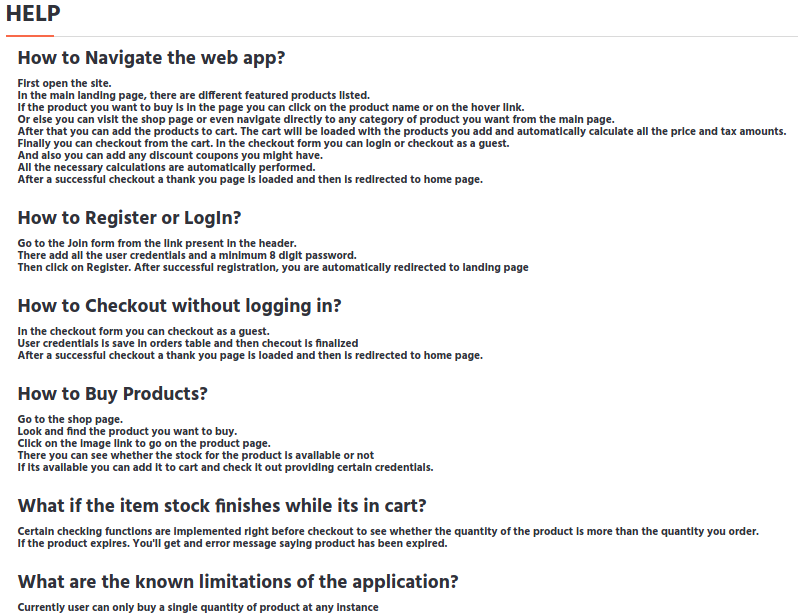 HELP
How to Navigate the web app?
First open the site.
In the main landing page, there are different featured products listed.
If the product you want to buy is in the page you can click on the product name or on the hover link.
Or else you can visit the shop page or even navigate directly to any category of product you want from the main page.
After that you can add the products to cart. The cart will be loaded with the products you add and automatically calculate all the price and tax amounts.
Finally you can checkout from the cart. In the checkout form you can login or checkout as a guest.
And also you can add any discount coupons you might have.
All the necessary calculations are automatically performed.
After a successful checkout a thank you page is loaded and then is redirected to home page.
How to Register or LogIn?
Go to the Join form from the link present in the header.
There add all the user credentials and a minimum 8 digit password.
Then click on Register. After successful registration, you are automatically redirected to landing page
How to Checkout without logging in?
In the checkout form you can checkout as a guest.
User credentials is save in orders table and then checout is finalized
After a successful checkout a thank you page is loaded and then is redirected to home page.
How to Buy Products?
Go to the shop page.
Look and find the product you want to buy.
Click on the image link to go on the product page.
There you can see whether the stock for the product is available or not
If its available you can add it to cart and check it out providing certain credentials.
What if the item stock finishes while its in cart?
Certain checking functions are implemented right before checkout to see whether the quantity of the product is more than the quantity you order.
If the product expires. You'll get and error message saying product has been expired.
What are the known limitations of the application?
Currently user can only buy a single quantity of product at any instance